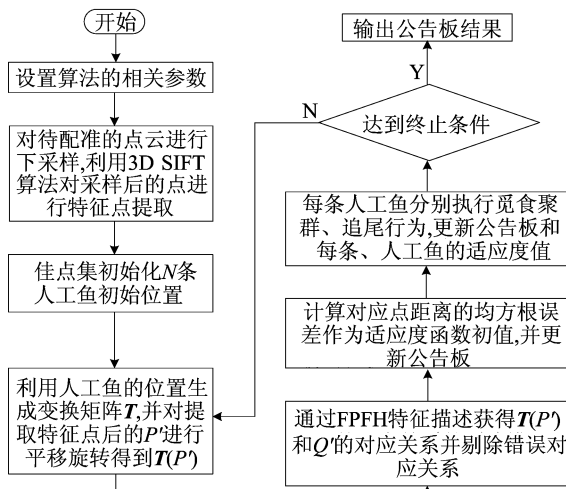 开始
设置算法的相关参数
对待配准的点云进行
下采样,利用3D SIFT
算法对采样后的点进
行特征点提取
佳点集初始化N条
人工鱼初始位置
利用人工鱼的位置生
成变换矩阵T,并对提
取特征点后的P′进行
平移旋转得到T(P′)
通过FPFH特征描述获得T(P′)
和Q′的对应关系并剔除错误对
应关系
计算对应点距离的均方根误
差作为适应度函数初值,并更
新公告板
每条人工鱼分别执行觅食聚
群、追尾行为,更新公告板和
每条、人工鱼的适应度值
达到终止条件
N
Y
输出公告板结果